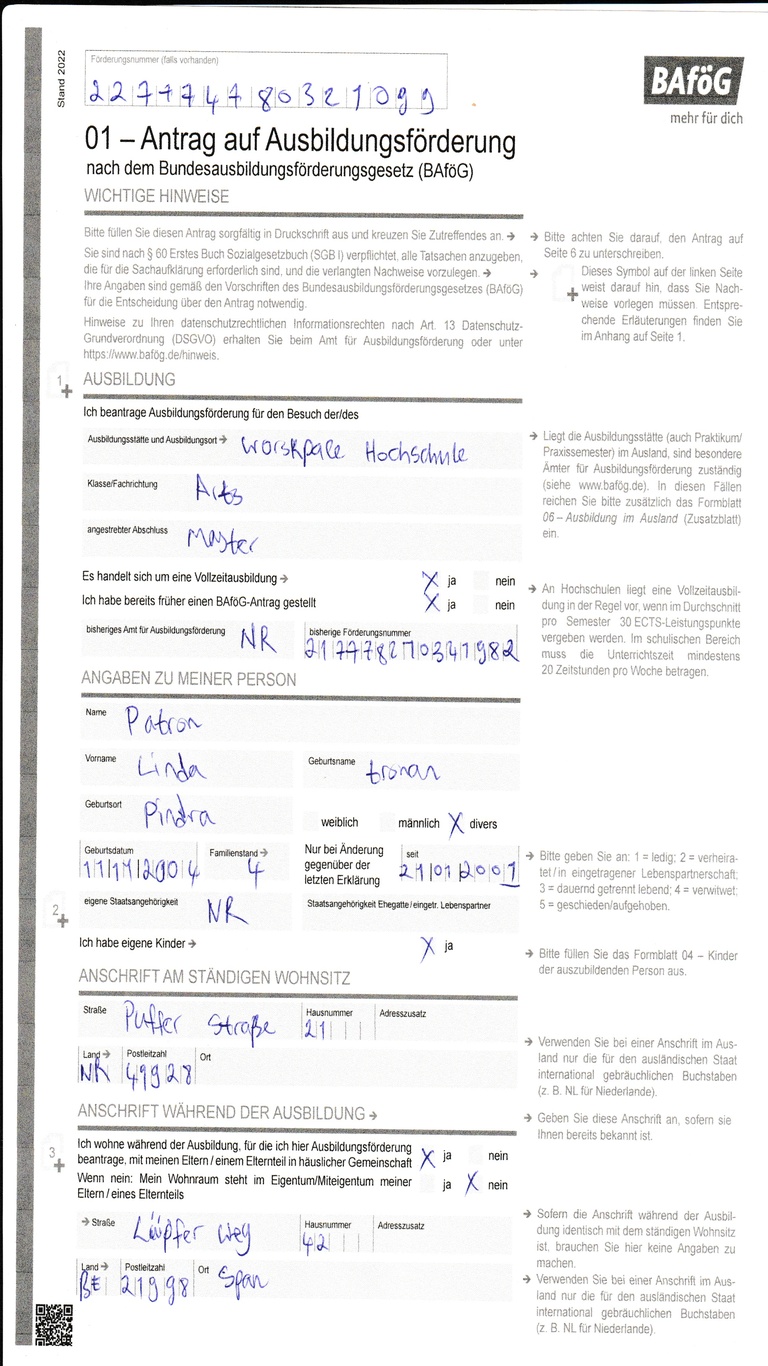 Stand 2022
Förderungsnummer (falls vorhanden)
227774780321099
BAföG
mehr für dich
01 – Antrag auf Ausbildungsförderung
nach dem Bundesausbildungsförderungsgesetz (BAföG)
WICHTIGE HINWEISE
Bitte füllen Sie diesen Antrag sorgfältig in Druckschrift aus und kreuzen Sie Zutreffendes an. →
Sie sind nach § 60 Erstes Buch Sozialgesetzbuch (SGB I) verpflichtet, alle Tatsachen anzugeben,
die für die Sachaufklärung erforderlich sind, und die verlangten Nachweise vorzulegen. →
Ihre Angaben sind gemäß den Vorschriften des Bundesausbildungsförderungsgesetzes (BAföG)
für die Entscheidung über den Antrag notwendig.
Hinweise zu Ihren datenschutzrechtlichen Informationsrechten nach Art. 13 Datenschutz-
Grundverordnung (DSGVO) erhalten Sie beim Amt für Ausbildungsförderung oder unter
https://www.bafög.de/hinweis.
→ Bitte achten Sie darauf, den Antrag auf
Seite 6 zu unterschreiben.
→ Dieses Symbol auf der linken Seite
weist darauf hin, dass Sie Nach-
weise vorlegen müssen. Entspre-
chende Erläuterungen finden Sie
im Anhang auf Seite 1.
1 AUSBILDUNG
Ich beantrage Ausbildungsförderung für den Besuch der/des
Ausbildungsstätte und Ausbildungsort → Worskpale Hochschule
Klasse/Fachrichtung Arts
angestrebter Abschluss Master
→ Liegt die Ausbildungsstätte (auch Praktikum/
Praxissemester) im Ausland, sind besondere
Ämter für Ausbildungsförderung zuständig
(siehe www.bafög.de). In diesen Fällen
reichen Sie bitte zusätzlich das Formblatt
06 – Ausbildung im Ausland (Zusatzblatt)
ein.
Es handelt sich um eine Vollzeitausbildung → X ja nein
Ich habe bereits früher einen BAföG-Antrag gestellt X ja nein
bisheriges Amt für Ausbildungsförderung NR bisherige Förderungsnummer
→ An Hochschulen liegt eine Vollzeitausbil-
dung in der Regel vor, wenn im Durchschnitt
pro Semester 30 ECTS-Leistungspunkte
vergeben werden. Im schulischen Bereich
muss die Unterrichtszeit mindestens
20 Zeitstunden pro Woche betragen.
ANGABEN ZU MEINER PERSON
Name Patron
Vorname Linda Geburtsname tronan
Geburtsort Pindra
weiblich männlich X divers
Geburtsdatum 11/11/2004 Familienstand → 4
Nur bei Änderung
gegenüber der
letzten Erklärung
seit 21/01/2001
→ Bitte geben Sie an: 1 = ledig; 2 = verheira-
tet / in eingetragener Lebenspartnerschaft;
3 = dauernd getrennt lebend; 4 = verwitwet;
5 = geschieden/aufgehoben.
2 eigene Staatsangehörigkeit NR Staatsangehörigkeit Ehegatte / eingetr. Lebenspartner
Ich habe eigene Kinder → X ja
→ Bitte füllen Sie das Formblatt 04 – Kinder
der auszubildenden Person aus.
ANSCHRIFT AM STÄNDIGEN WOHNSITZ
Straße Puffer Straße Hausnummer 21 Adresszusatz
Land → NR Postleitzahl 49928 Ort
→ Verwenden Sie bei einer Anschrift im Aus-
land nur die für den ausländischen Staat
international gebräuchlichen Buchstaben
(z. B. NL für Niederlande).
ANSCHRIFT WÄHREND DER AUSBILDUNG →
→ Geben Sie diese Anschrift an, sofern sie
Ihnen bereits bekannt ist.
3 Ich wohne während der Ausbildung, für die ich hier Ausbildungsförderung
beantrage, mit meinen Eltern / einem Elternteil in häuslicher Gemeinschaft X ja nein
Wenn nein: Mein Wohnraum steht im Eigentum/Miteigentum meiner
Eltern / eines Elternteils ja X nein
→ Straße Lüpfer weg Hausnummer 42 Adresszusatz
Land → BE Postleitzahl 21998 Ort Span
→ Sofern die Anschrift während der Ausbil-
dung identisch mit dem ständigen Wohnsitz
ist, brauchen Sie hier keine Angaben zu
machen.
→ Verwenden Sie bei einer Anschrift im Aus-
land nur die für den ausländischen Staat
international gebräuchlichen Buchstaben
(z. B. NL für Niederlande).